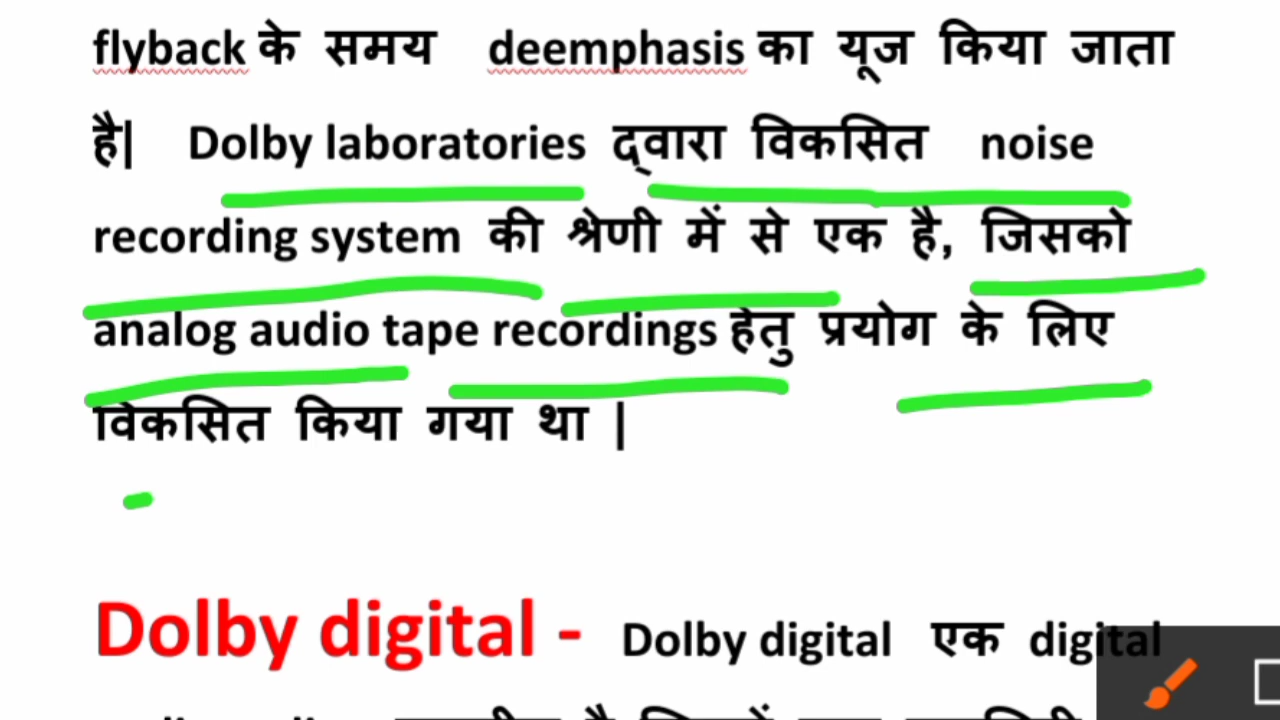 flyback के समय deemphasis का यूज किया जाता
है| Dolby laboratories द्वारा विकसित noise
recording system की श्रेणी में से एक है, जिसको
analog audio tape recordings हेतु प्रयोग के लिए
विकसित किया गया था |
Dolby digital - Dolby digital एक digital